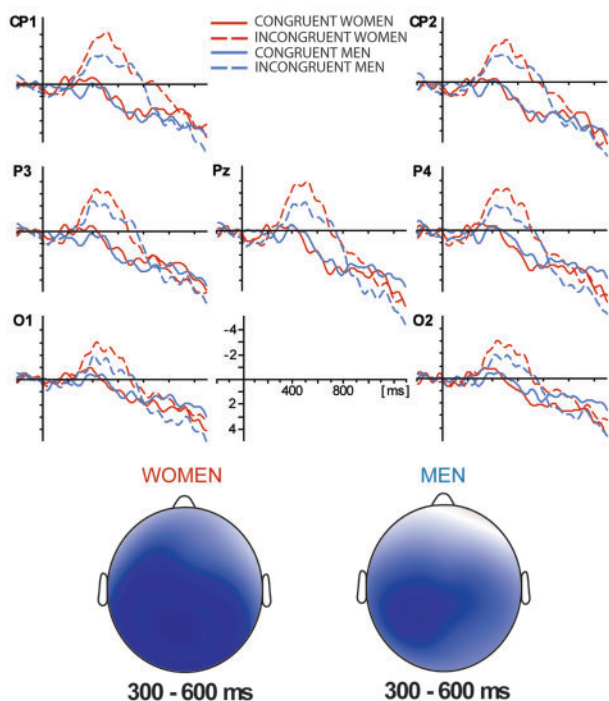 CP1
CONGRUENT WOMEN
INCONGRUENT WOMEN
CONGRUENT MEN
INCONGRUENT MEN
CP2
P3
Pz
P4
O1
-4
-2
2
4
400
800
[ms]
O2
WOMEN
MEN
300 - 600 ms
300 - 600 ms